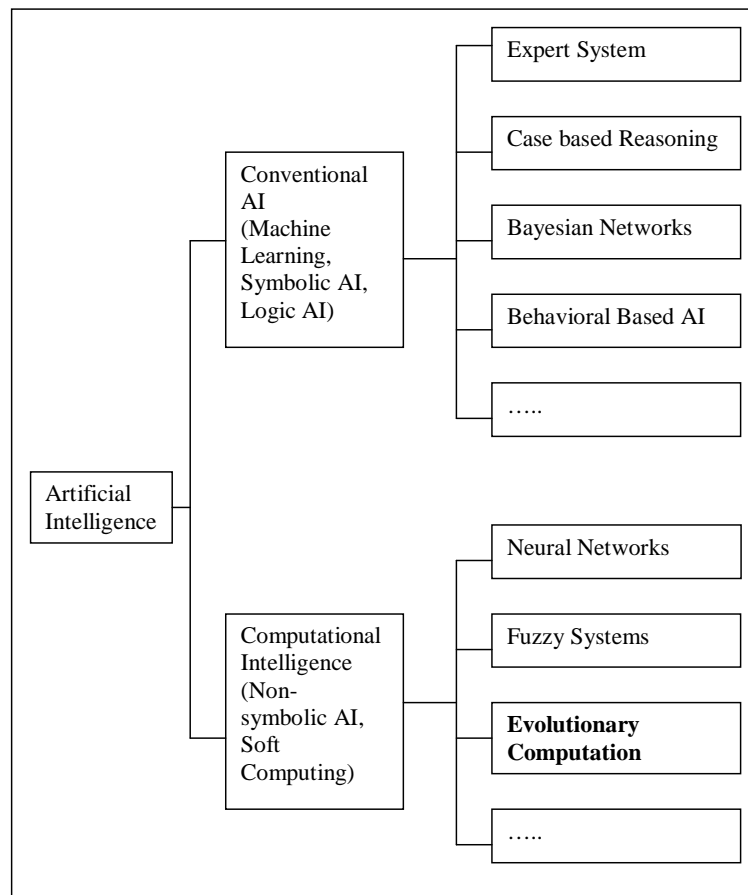 Expert System
Case based Reasoning
Conventional
AI
(Machine
Learning,
Symbolic AI,
Logic AI)
Bayesian Networks
Behavioral Based AI
…..
Artificial
Intelligence
Neural Networks
Computational
Intelligence
(Non-
symbolic AI,
Soft
Computing)
Fuzzy Systems
Evolutionary
Computation
…..